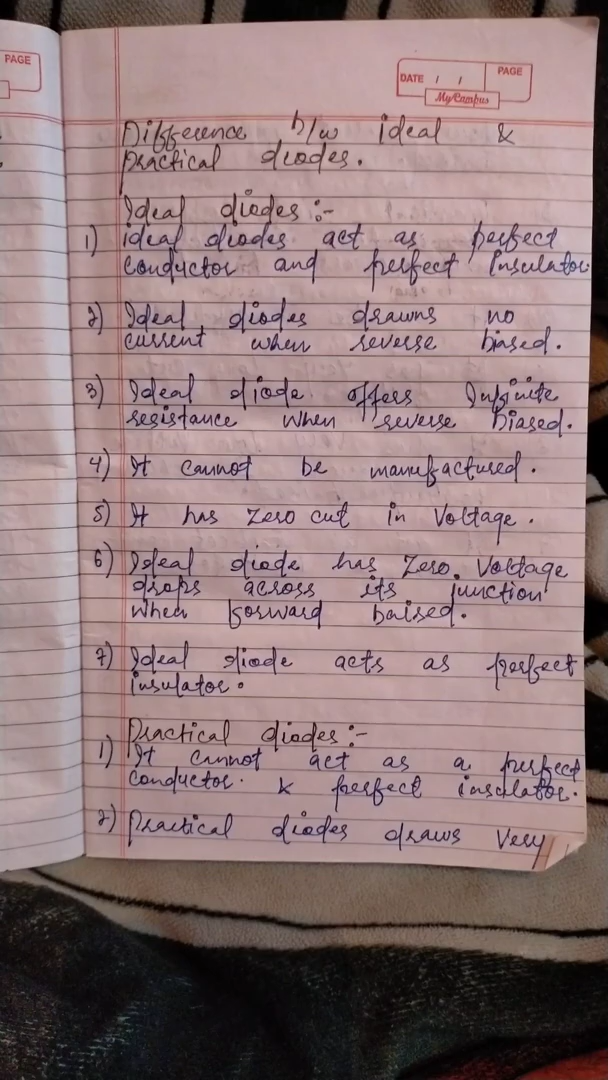 PAGE
DATE / / PAGE
My Campus
Difference b/w ideal &
practical diodes.
Ideal diodes :-
1) ideal diodes act as perfect
conductor and perfect Insulator.
2) Ideal diodes drawns no
current when reverse biased.
3) Ideal diode offers Infinite
resistance when reverse biased.
4) It cannot be manufactured.
5) It has Zero cut in Voltage.
6) Ideal diode has Zero Voltage
drops across its junction
when forward baised.
7) Ideal diode acts as perfect
insulator.
Practical diodes :-
1) It cannot act as a perfect
conductor. & perfect insulator.
2) Practical diodes draws Very